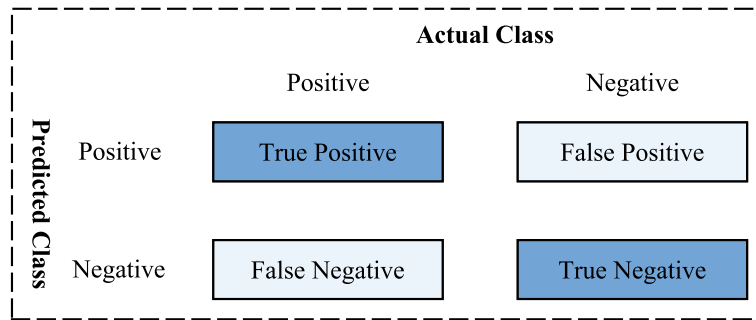 Actual Class
Positive Negative
Predicted Class
Positive True Positive False Positive
Negative False Negative True Negative